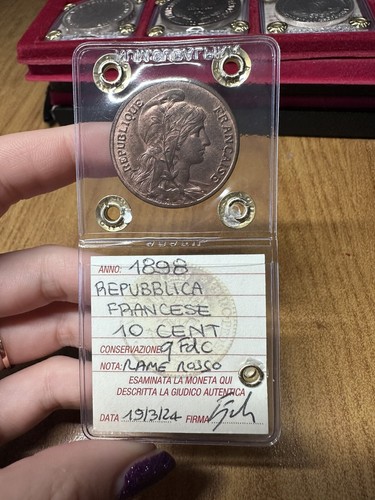 REPUBLIQUE FRANÇAISE
ANNO: 1898
REPUBBLICA
FRANCESE
10 CENT
CONSERVAZIONE qFdC
NOTA: RAME ROSSO
ESAMINATA LA MONETA QUI
DESCRITTA LA GIUDICO AUTENTICA
DATA 19/3/24 FIRMA